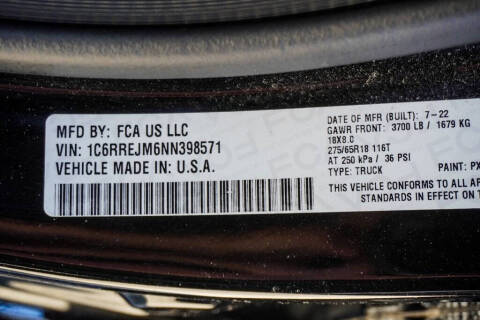 MFD BY: FCA US LLC
VIN: 1C6RREJM6NN398571
VEHICLE MADE IN: U.S.A.
DATE OF MFR (BUILT): 7-22
GAWR FRONT: 3700 LB / 1679 KG
18X8.0
275/65R18 116T
AT 250 kPa / 36 PSI
TYPE: TRUCK
PAINT: PX
THIS VEHICLE CONFORMS TO ALL AP
STANDARDS IN EFFECT ON T